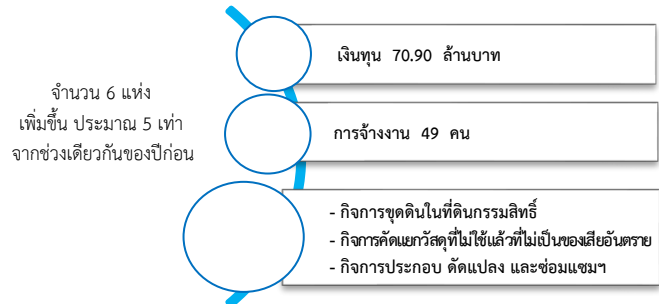 จำนวน 6 แห่ง
เพิ่มขึ้น ประมาณ 5 เท่า
จากช่วงเดียวกันของปีก่อน
เงินทุน 70.90 ล้านบาท
การจ้างงาน 49 คน
- กิจการขุดดินในที่ดินกรรมสิทธิ์
- กิจการคัดแยกวัสดุที่ไม่ใช้แล้วที่ไม่เป็นของเสียอันตราย
- กิจการประกอบ ดัดแปลง และซ่อมแซมฯ